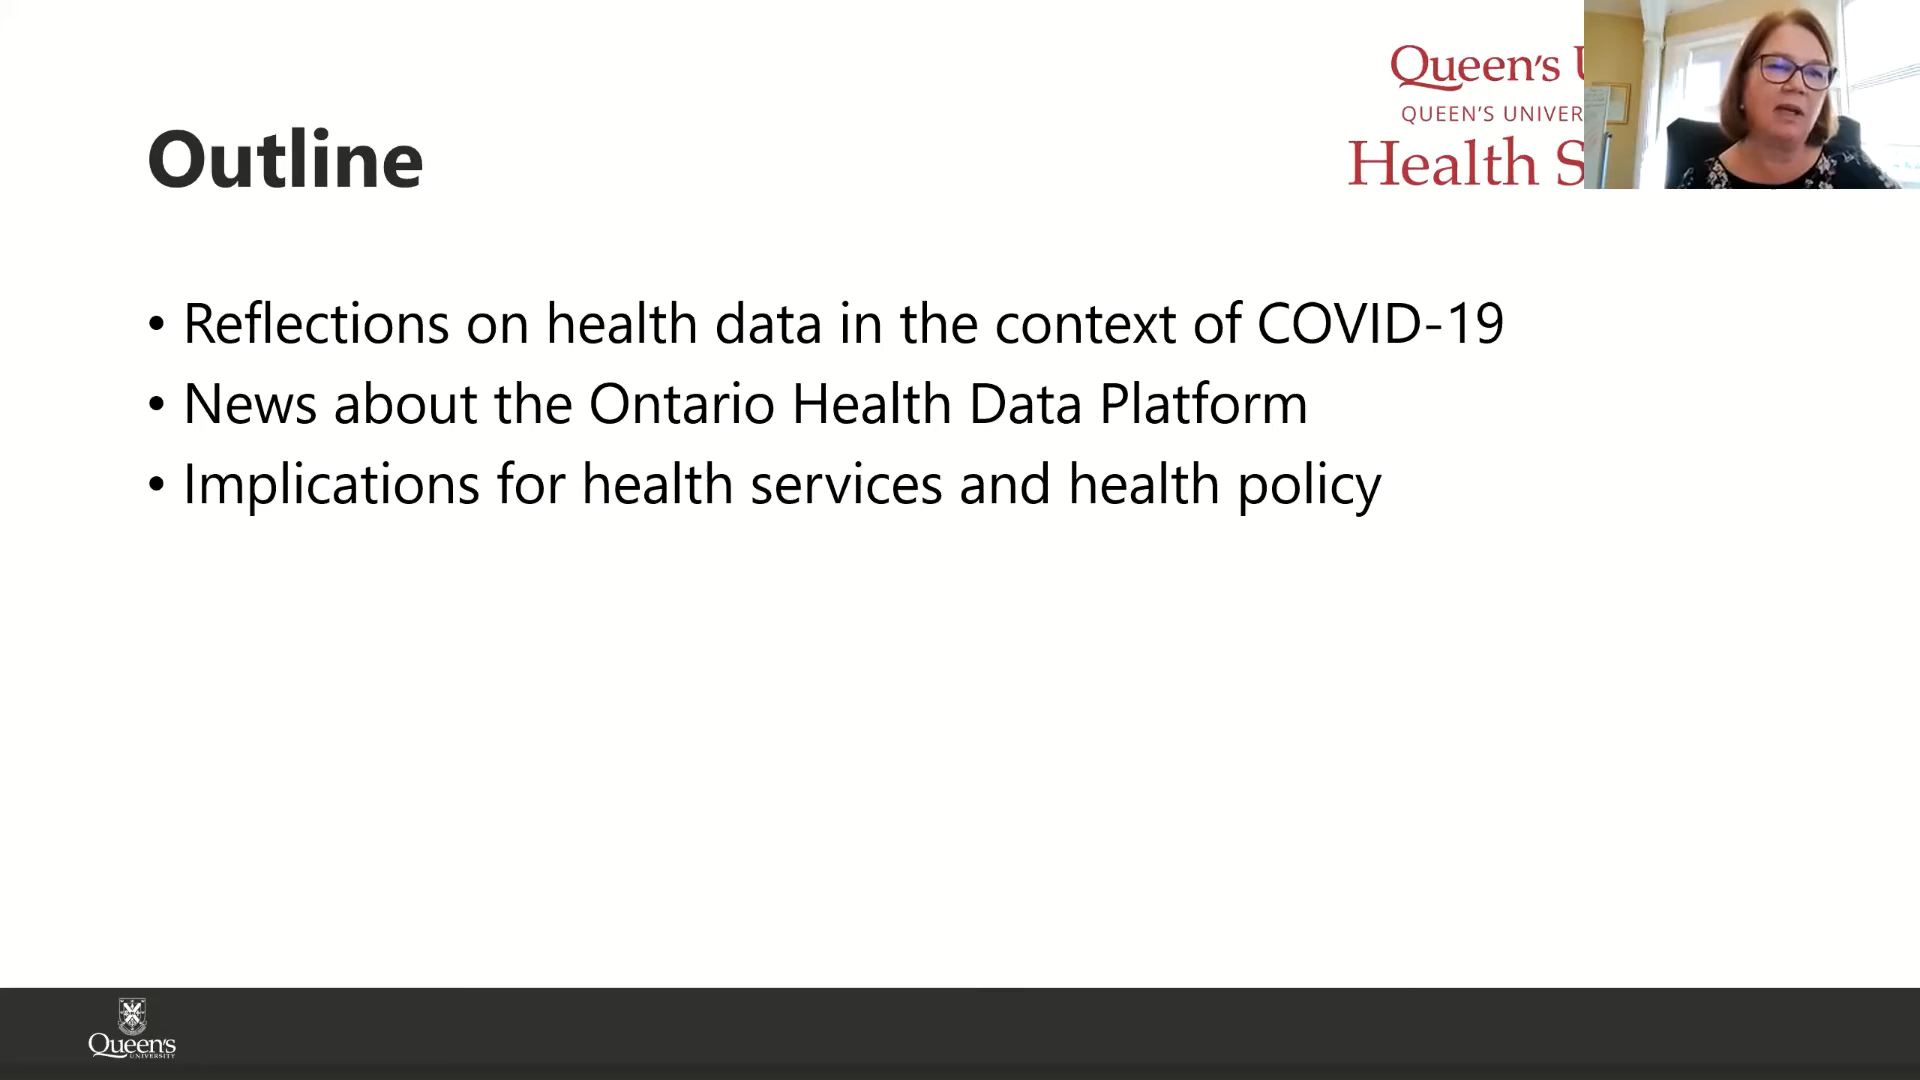 Queen's
QUEEN'S UNIVER
Health S
Outline
• Reflections on health data in the context of COVID-19
• News about the Ontario Health Data Platform
• Implications for health services and health policy
Queen's
UNIVERSITY